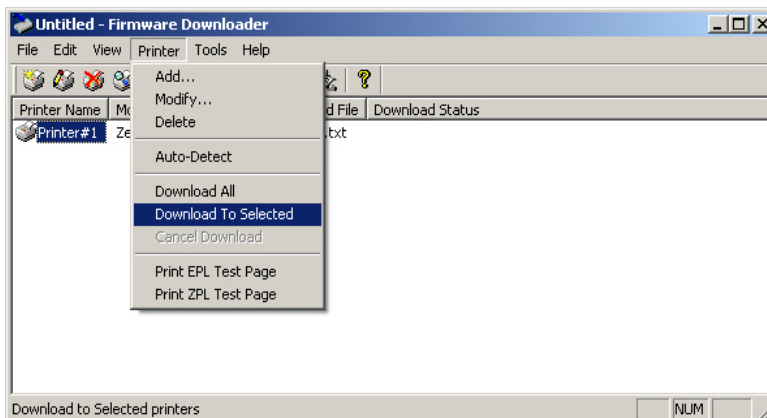 Untitled - Firmware Downloader
File Edit View Printer Tools Help
Printer Name Mo d File Download Status
Printer#1 Ze .txt
Add...
Modify...
Delete
Auto-Detect
Download All
Download To Selected
Cancel Download
Print EPL Test Page
Print ZPL Test Page
Download to Selected printers NUM